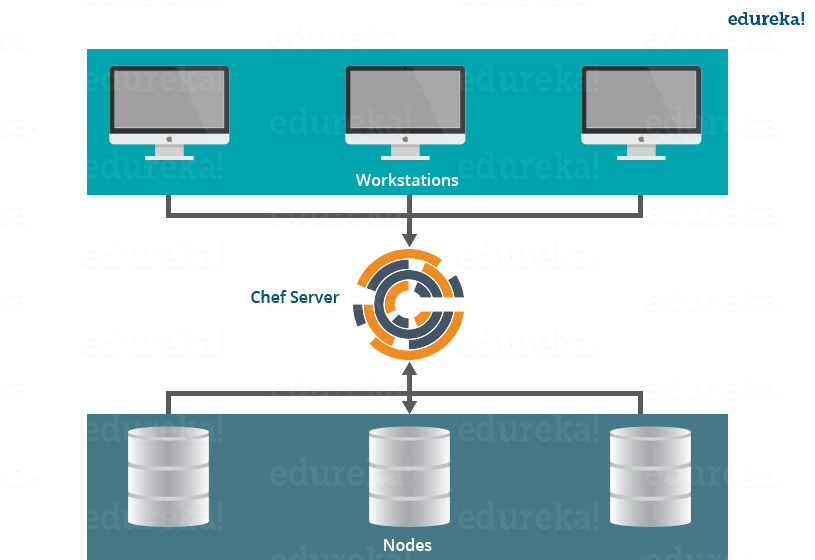 edureka!
Workstations
Chef Server
Nodes